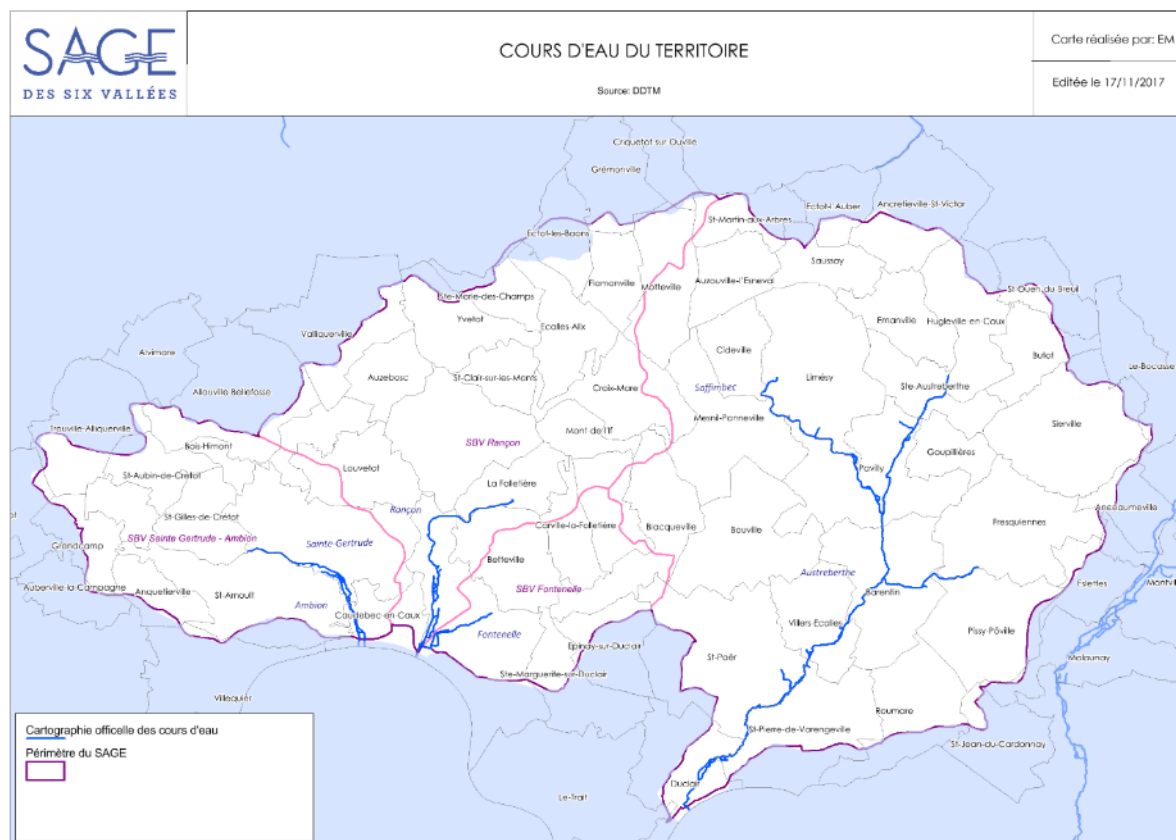 SAGE
DES SIX VALLÉES
COURS D'EAU DU TERRITOIRE
Source: DDTM
Carte réalisée par: EM
Editée le 17/11/2017
Criquetot sur Ouville
Grémonville
Ectot-l'Auber
Ancretieville-St-Victor
St-Martin-aux-Arbres
Ectot-les-Baons
Saussay
Flamanville
Motteville
Auzouville-l'Esneval
St-Ouen du Breuil
Ste-Marie-des-Champs
Yvetot
Ecalles-Alix
Emanville
Hugleville en Caux
Valliquerville
Cideville
Butot
Alvimare
Auzebosc
St-Clair-sur-les-Monts
Limésy
Le-Bocasse
Allouville Bellefosse
Croix-Mare
Saffimbec
Ste-Austreberthe
Mesnil-Panneville
Sierville
Trouville-Alliquerville
Mont-de-l'If
Bois-Himont
SBV Rançon
Goupillières
Louvetot
Pavilly
St-Aubin-de-Crétot
La Folletière
Rançon
Anceaumeville
St-Gilles-de-Crétot
Carville-la-Folletière
Blacqueville
Bouville
Fresquiennes
SBV Sainte Gertrude - Ambion
Sainte-Gertrude
Grandcamp
Betteville
Austreberthe
Eslettes
Auberville-la-Campagne
Anquetierville
St-Arnoult
SBV Fontenelle
Barentin
Ambion
Caudebec-en-Caux
Villers Ecalles
Fontenelle
Pissy-Pôville
Epinay-sur-Duclair
St-Paër
Malaunay
Ste-Marguerite-sur-Duclair
Villequier
Roumare
St-Pierre-de-Varengeville
St-Jean-du-Cardonnay
Duclair
Le-Trait
Cartographie officielle des cours d'eau
Périmètre du SAGE